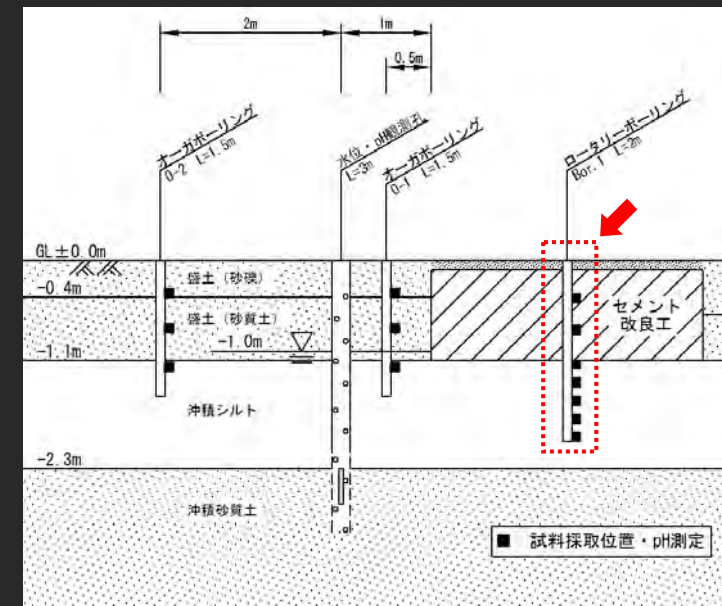 2m
1m
0.5m
オーガボーリング
O-2 L=1.5m
水位・pH観測孔
L=3m
オーガボーリング
O-1 L=1.5m
ロータリーボーリング
Bor.1 L=2m
GL±0.0m
盛土（砂礫）
-0.4m
盛土（砂質土）
-1.0m
-1.1m
セメント
改良工
沖積シルト
-2.3m
沖積砂質土
■ 試料採取位置・pH測定